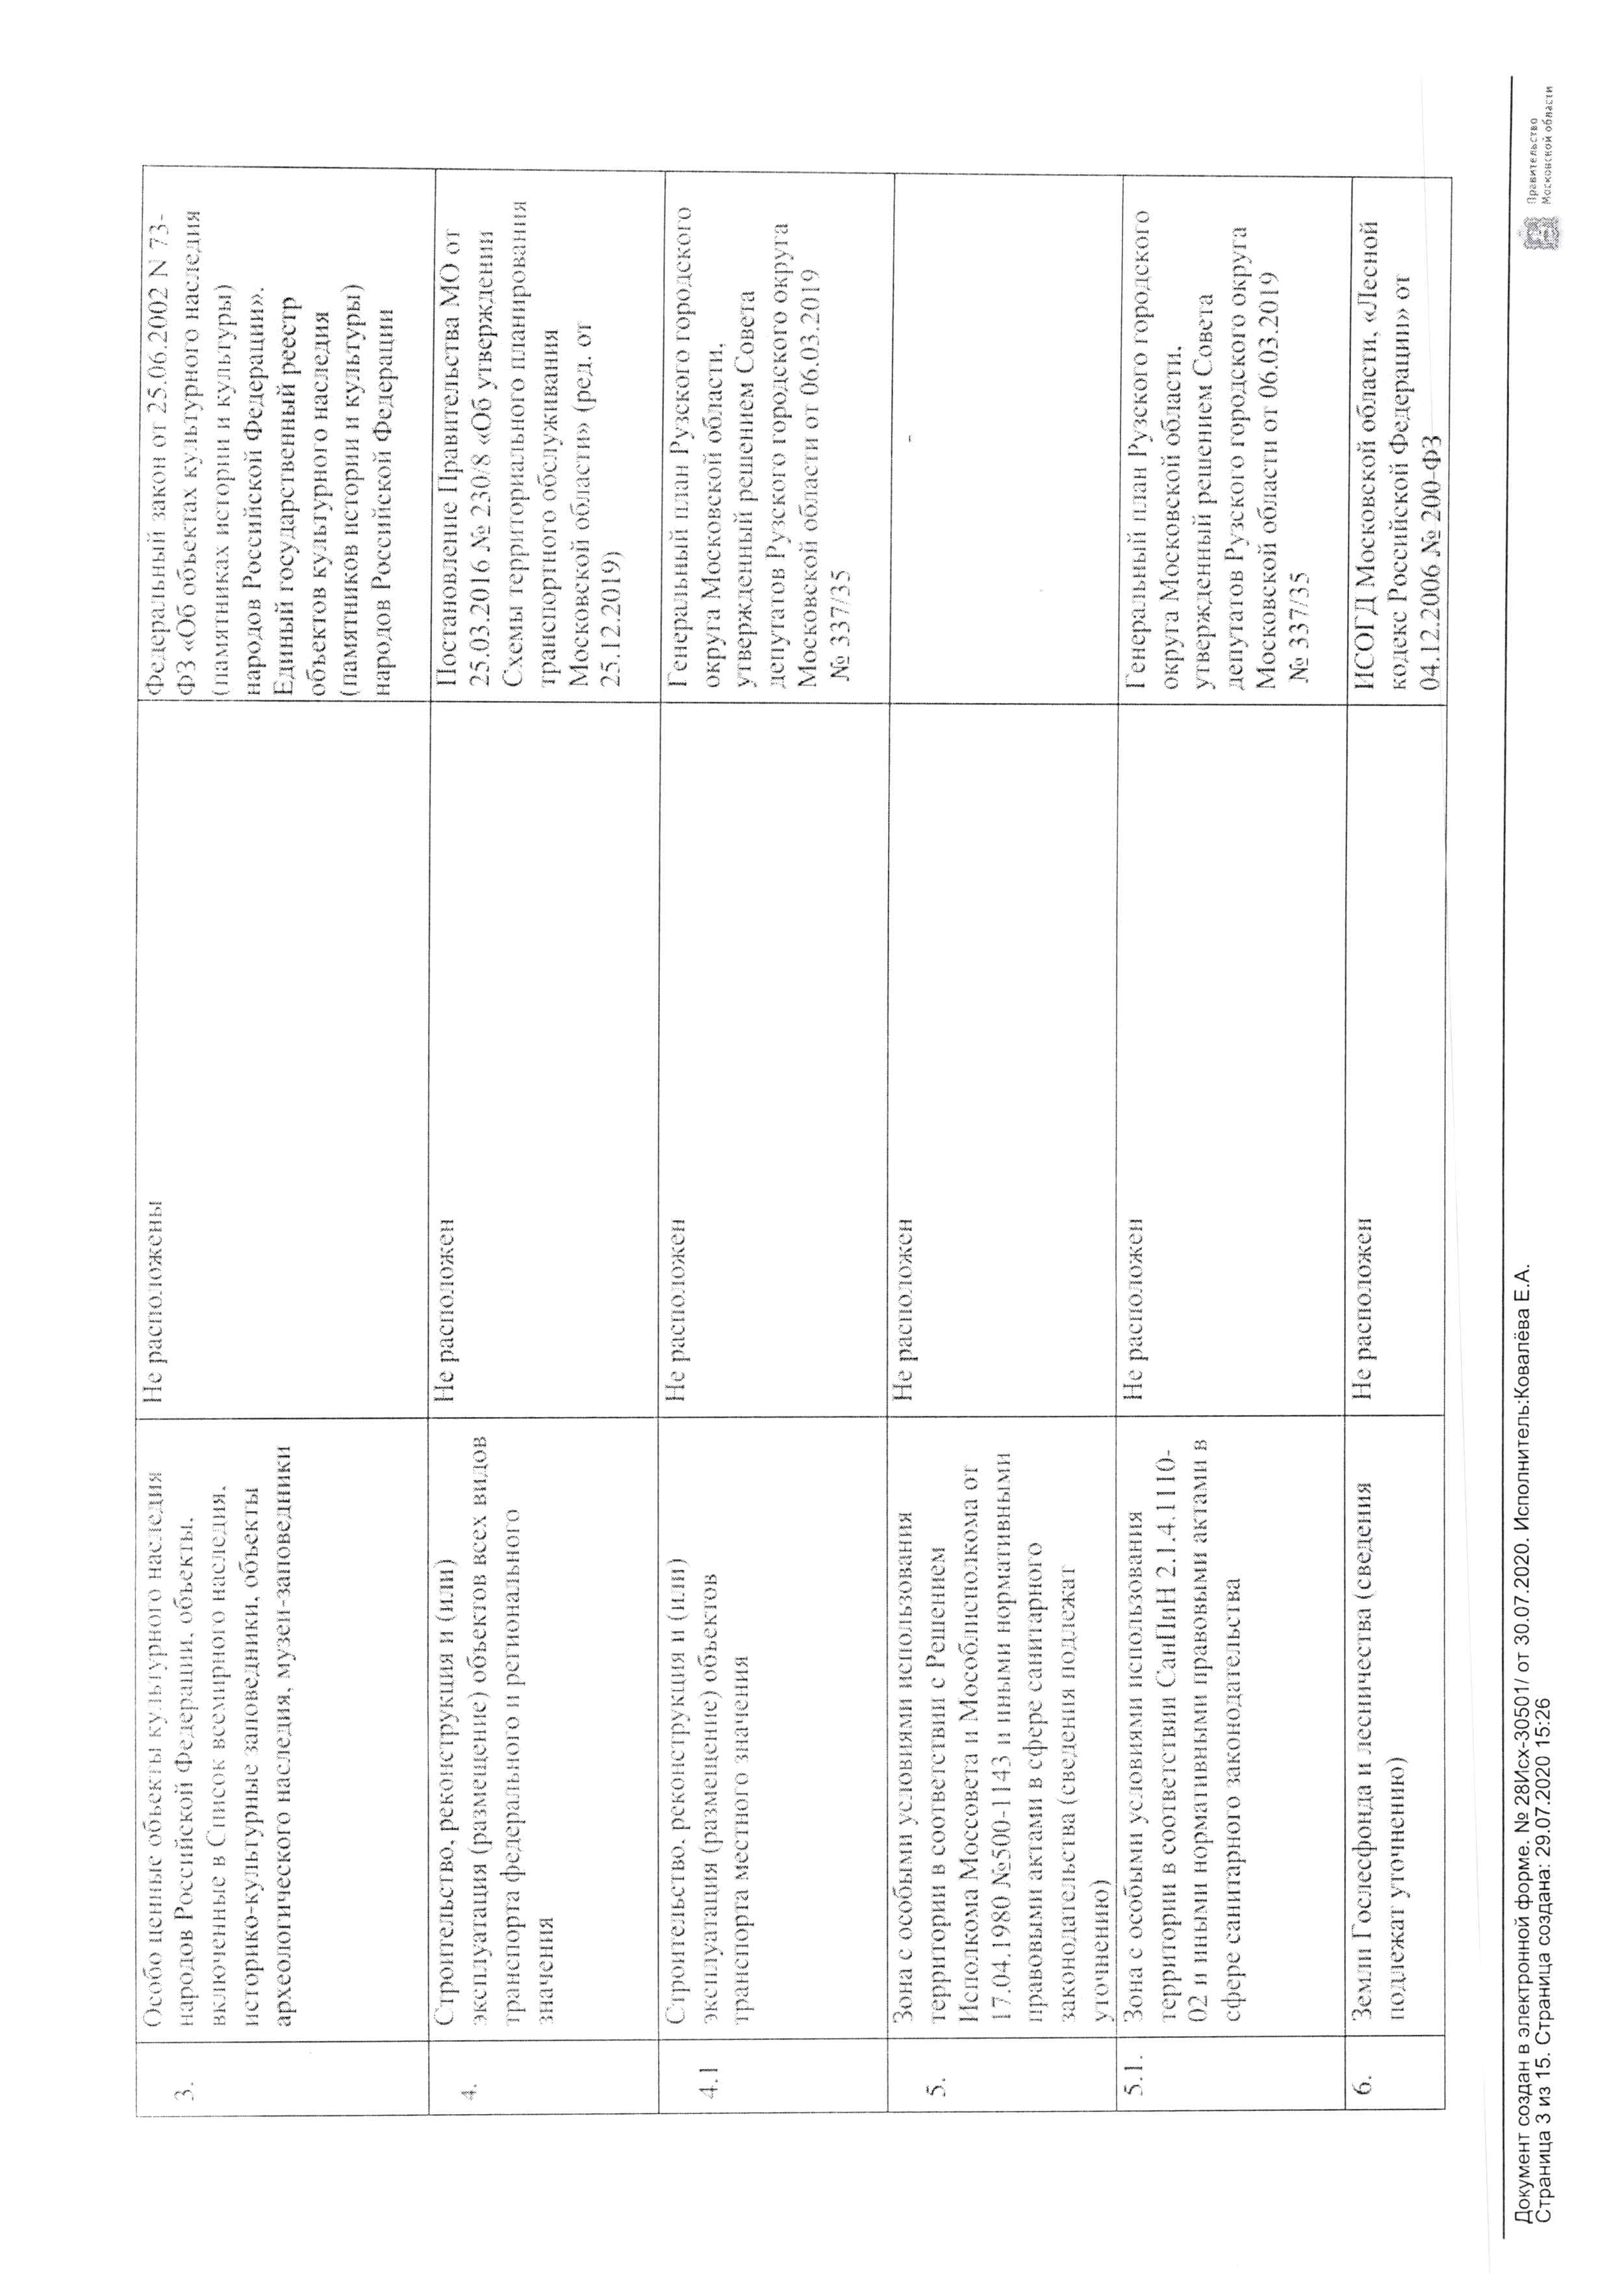 3.
Особо ценные объекты культурного наследия
народов Российской Федерации, объекты,
включенные в Список всемирного наследия,
историко-культурные заповедники, объекты
археологического наследия, музеи-заповедники
Не расположены
Федеральный закон от 25.06.2002 N 73-
ФЗ «Об объектах культурного наследия
(памятниках истории и культуры)
народов Российской Федерации».
Единый государственный реестр
объектов культурного наследия
(памятников истории и культуры)
народов Российской Федерации
4.
Строительство, реконструкция и (или)
эксплуатация (размещение) объектов всех видов
транспорта федерального и регионального
значения
Не расположен
Постановление Правительства МО от
25.03.2016 № 230/8 «Об утверждении
Схемы территориального планирования
транспортного обслуживания
Московской области» (ред. от
25.12.2019)
4.1
Строительство, реконструкция и (или)
эксплуатация (размещение) объектов
транспорта местного значения
Не расположен
Генеральный план Рузского городского
округа Московской области,
утвержденный решением Совета
депутатов Рузского городского округа
Московской области от 06.03.2019
№ 337/35
5.
Зона с особыми условиями использования
территории в соответствии с Решением
Исполкома Моссовета и Мособлисполкома от
17.04.1980 №500-1143 и иными нормативными
правовыми актами в сфере санитарного
законодательства (сведения подлежат
уточнению)
Не расположен
-
5.1.
Зона с особыми условиями использования
территории в соответствии СанПиН 2.1.4.1110-
02 и иными нормативными правовыми актами в
сфере санитарного законодательства
Не расположен
Генеральный план Рузского городского
округа Московской области,
утвержденный решением Совета
депутатов Рузского городского округа
Московской области от 06.03.2019
№ 337/35
6.
Земли Гослесфонда и лесничества (сведения
подлежат уточнению)
Не расположен
ИСОГД Московской области, «Лесной
кодекс Российской Федерации» от
04.12.2006 № 200-ФЗ
Документ создан в электронной форме. № 28Исх-30501/ от 30.07.2020. Исполнитель:Ковалёва Е.А.
Страница 3 из 15. Страница создана: 29.07.2020 15:26
Правительство
Московской области